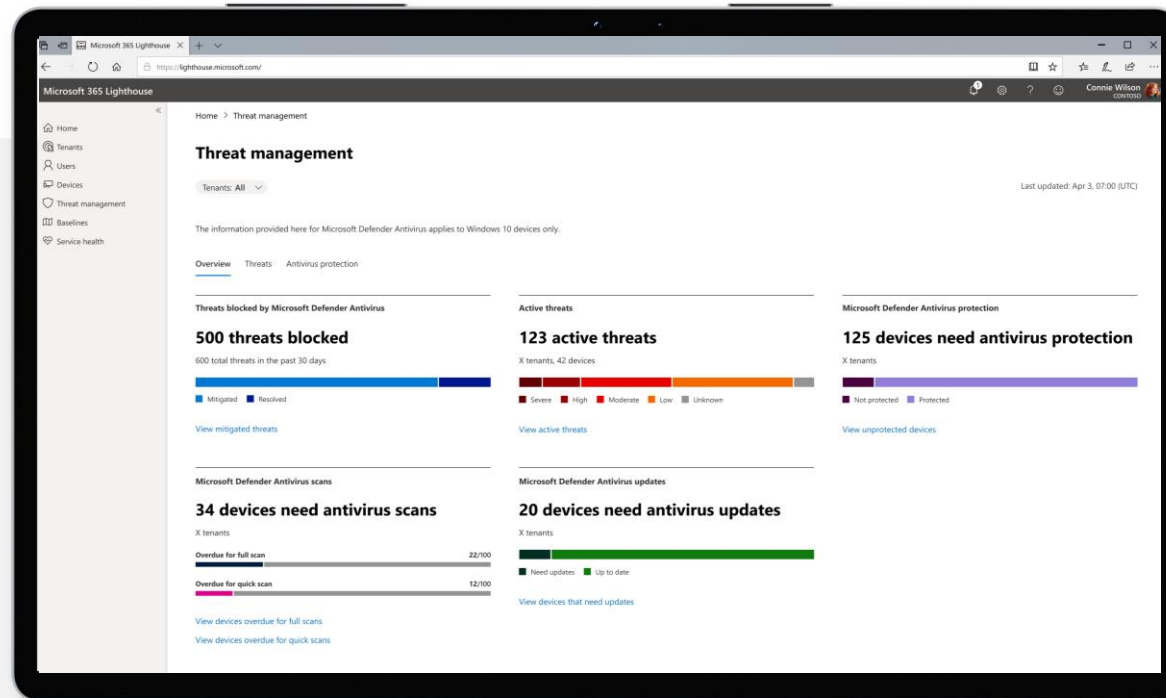 Microsoft 365 Lighthouse
https://lighthouse.microsoft.com/
Microsoft 365 Lighthouse
Connie Wilson
CONTOSO
Home
Tenants
Users
Devices
Threat management
Baselines
Service health
Home > Threat management
Threat management
Tenants: All
Last updated: Apr 3, 07:00 (UTC)
The information provided here for Microsoft Defender Antivirus applies to Windows 10 devices only.
Overview Threats Antivirus protection
Threats blocked by Microsoft Defender Antivirus
500 threats blocked
600 total threats in the past 30 days
Mitigated Resolved
View mitigated threats
Active threats
123 active threats
X tenants, 42 devices
Severe High Moderate Low Unknown
View active threats
Microsoft Defender Antivirus protection
125 devices need antivirus protection
X tenants
Not protected Protected
View unprotected devices
Microsoft Defender Antivirus scans
34 devices need antivirus scans
X tenants
Overdue for full scan 22/100
Overdue for quick scan 12/100
View devices overdue for full scans
View devices overdue for quick scans
Microsoft Defender Antivirus updates
20 devices need antivirus updates
X tenants
Need updates Up to date
View devices that need updates